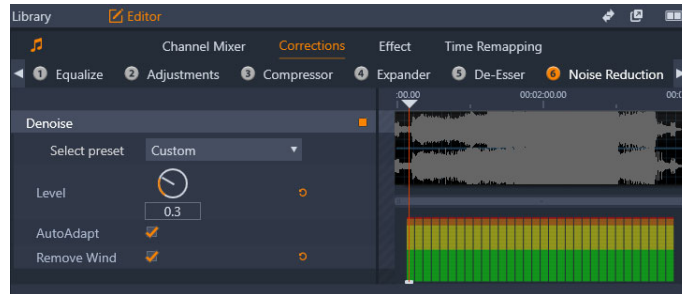 Library Editor
Channel Mixer Corrections Effect Time Remapping
1 Equalize 2 Adjustments 3 Compressor 4 Expander 5 De-Esser 6 Noise Reduction
:00.00 00:02:00.00 00:0
Denoise
Select preset Custom
Level
0.3
AutoAdapt
Remove Wind